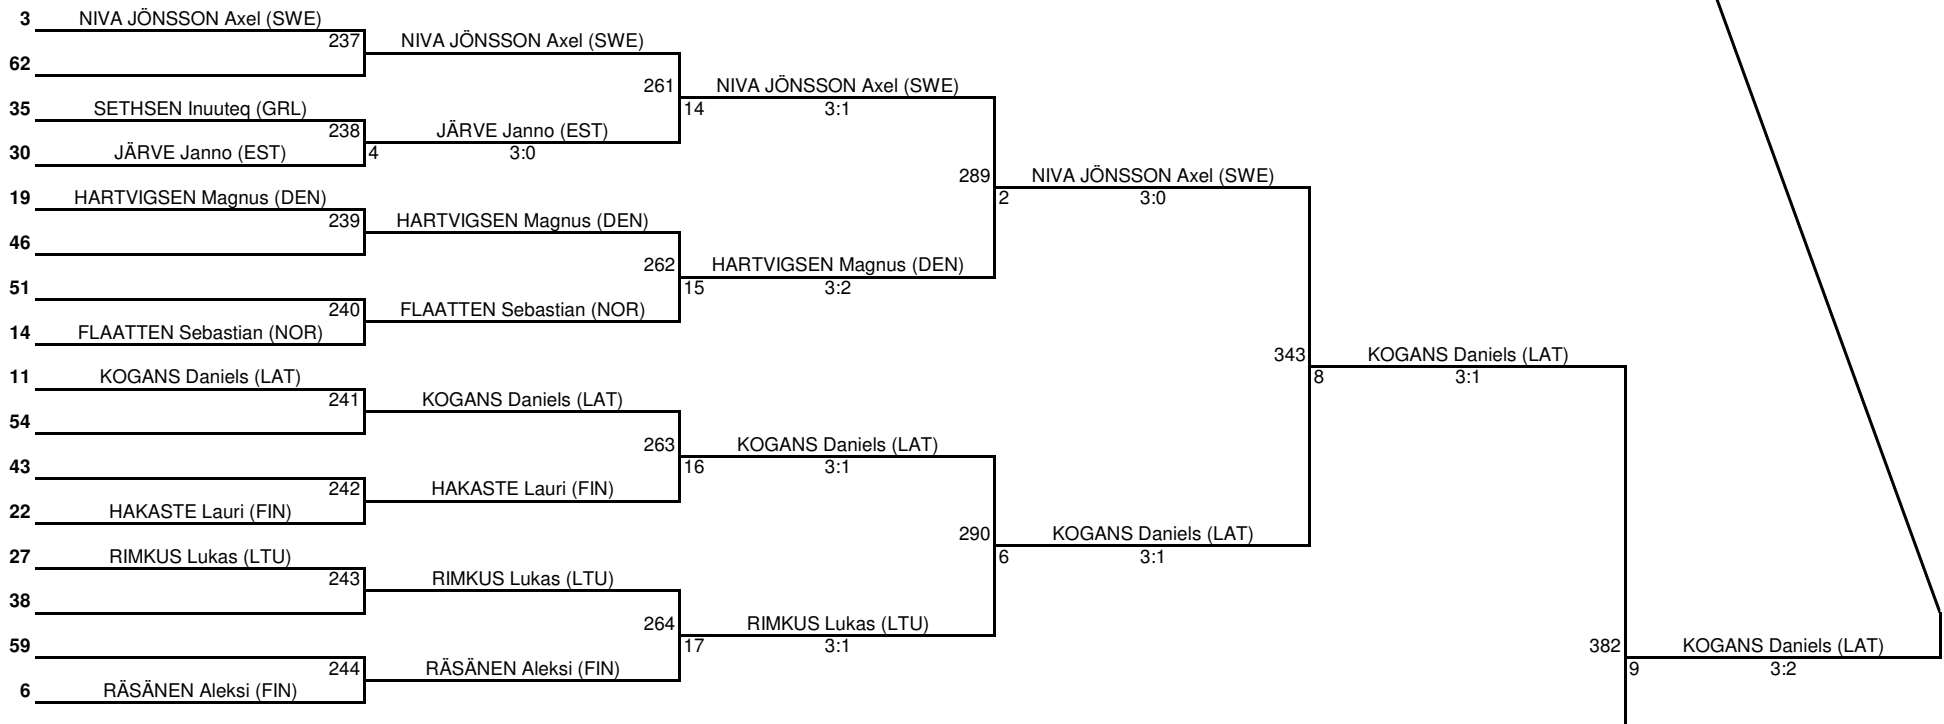 3 NIVA JÖNSSON Axel (SWE)
237 NIVA JÖNSSON Axel (SWE)
62
261 NIVA JÖNSSON Axel (SWE)
35 SETHSEN Inuuteq (GRL) 14 3:1
238 JÄRVE Janno (EST)
30 JÄRVE Janno (EST) 4 3:0
289 NIVA JÖNSSON Axel (SWE)
19 HARTVIGSEN Magnus (DEN) 2 3:0
239 HARTVIGSEN Magnus (DEN)
46
262 HARTVIGSEN Magnus (DEN)
51 15 3:2
240 FLAATTEN Sebastian (NOR)
14 FLAATTEN Sebastian (NOR)
343 KOGANS Daniels (LAT)
11 KOGANS Daniels (LAT) 8 3:1
241 KOGANS Daniels (LAT)
54
263 KOGANS Daniels (LAT)
43 16 3:1
242 HAKASTE Lauri (FIN)
22 HAKASTE Lauri (FIN)
290 KOGANS Daniels (LAT)
27 RIMKUS Lukas (LTU) 6 3:1
243 RIMKUS Lukas (LTU)
38
264 RIMKUS Lukas (LTU)
59 17 3:1 382 KOGANS Daniels (LAT)
244 RÄSÄNEN Aleksi (FIN) 9 3:2
6 RÄSÄNEN Aleksi (FIN)